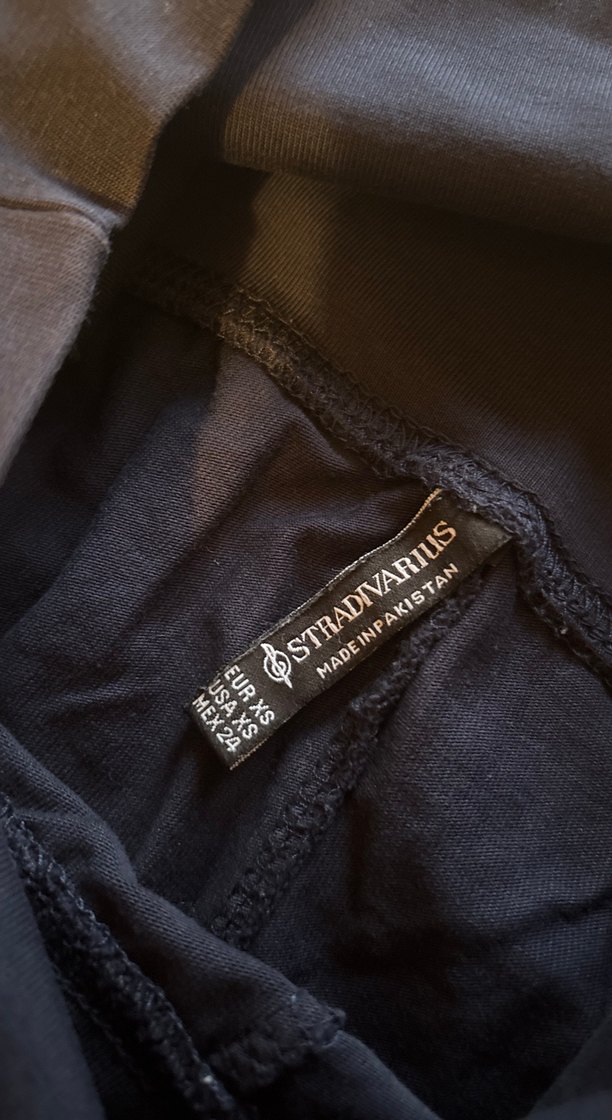 STRADIVARIUS
MADE IN PAKISTAN
EUR XS
USA XS
MEX 24